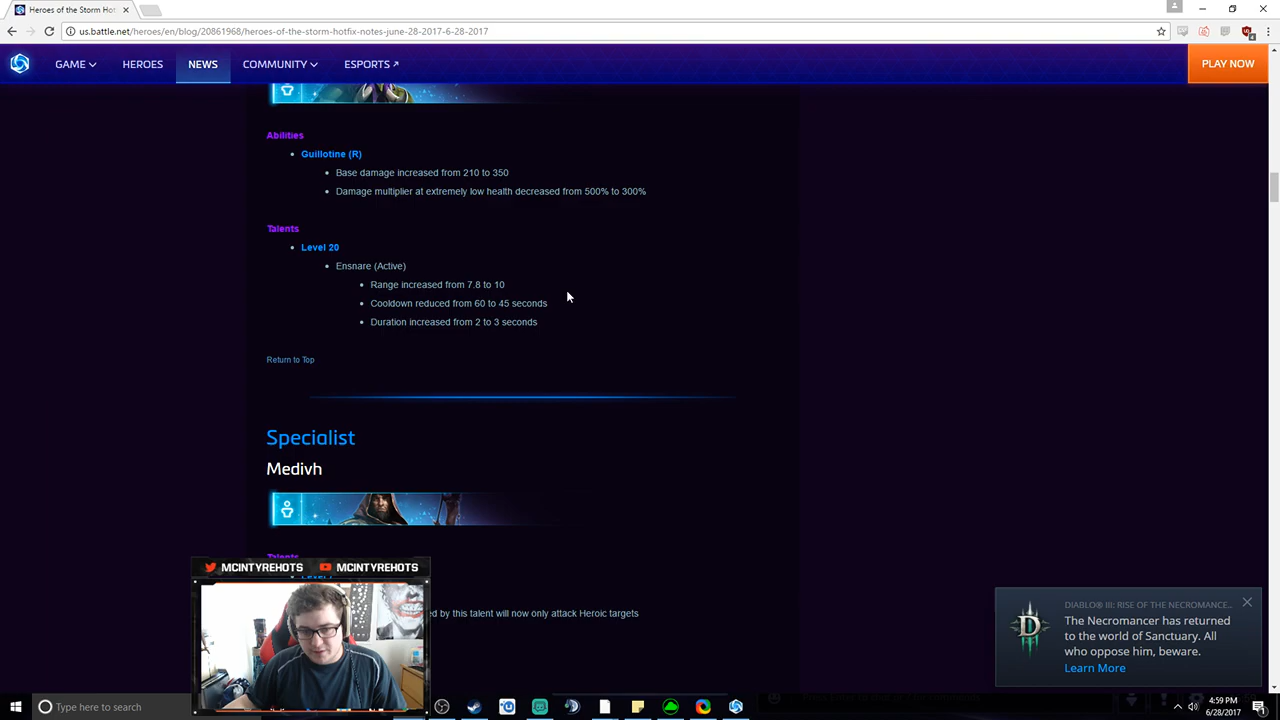 Heroes of the Storm Hot
us.battle.net/heroes/en/blog/20861968/heroes-of-the-storm-hotfix-notes-june-28-2017-6-28-2017
GAME HEROES NEWS COMMUNITY ESPORTS PLAY NOW
Abilities
Guillotine (R)
Base damage increased from 210 to 350
Damage multiplier at extremely low health decreased from 500% to 300%
Talents
Level 20
Ensnare (Active)
Range increased from 7.8 to 10
Cooldown reduced from 60 to 45 seconds
Duration increased from 2 to 3 seconds
Return to Top
Specialist
Medivh
Talents
MCINTYREHOTS MCINTYREHOTS
ed by this talent will now only attack Heroic targets
DIABLO® III: RISE OF THE NECROMANCE...
The Necromancer has returned
to the world of Sanctuary. All
who oppose him, beware.
Learn More
Type here to search
4:59 PM
6/28/2017